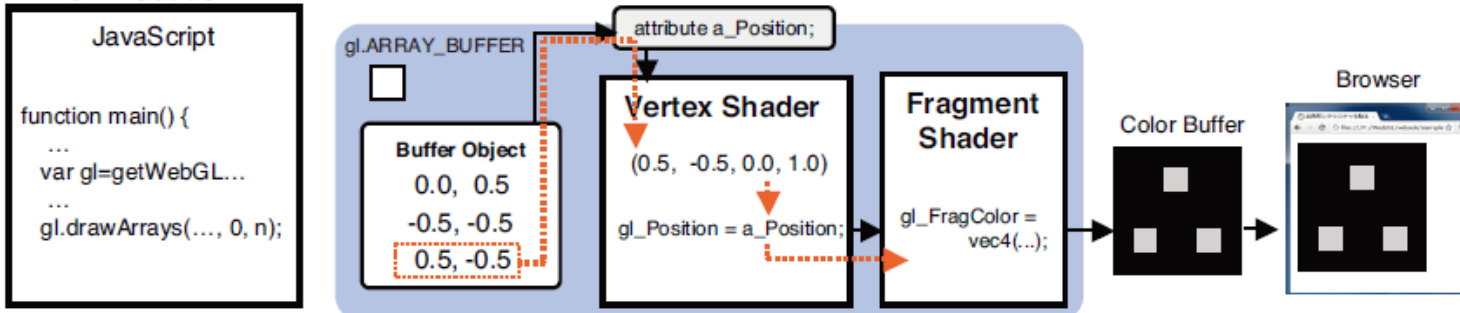 JavaScript
function main() {
...
var gl=getWebGL...
...
gl.drawArrays(..., 0, n);
gl.ARRAY_BUFFER
Buffer Object
0.0, 0.5
-0.5, -0.5
0.5, -0.5
attribute a_Position;
Vertex Shader
(0.5, -0.5, 0.0, 1.0)
gl_Position = a_Position;
Fragment
Shader
gl_FragColor =
vec4(...);
Color Buffer
Browser